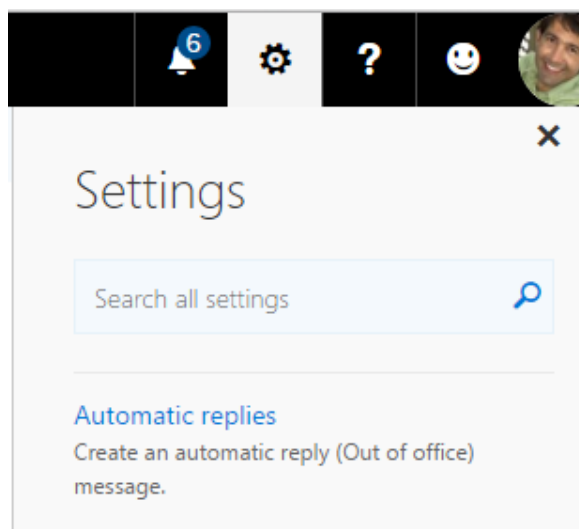 6
?
Settings
Search all settings
Automatic replies
Create an automatic reply (Out of office)
message.